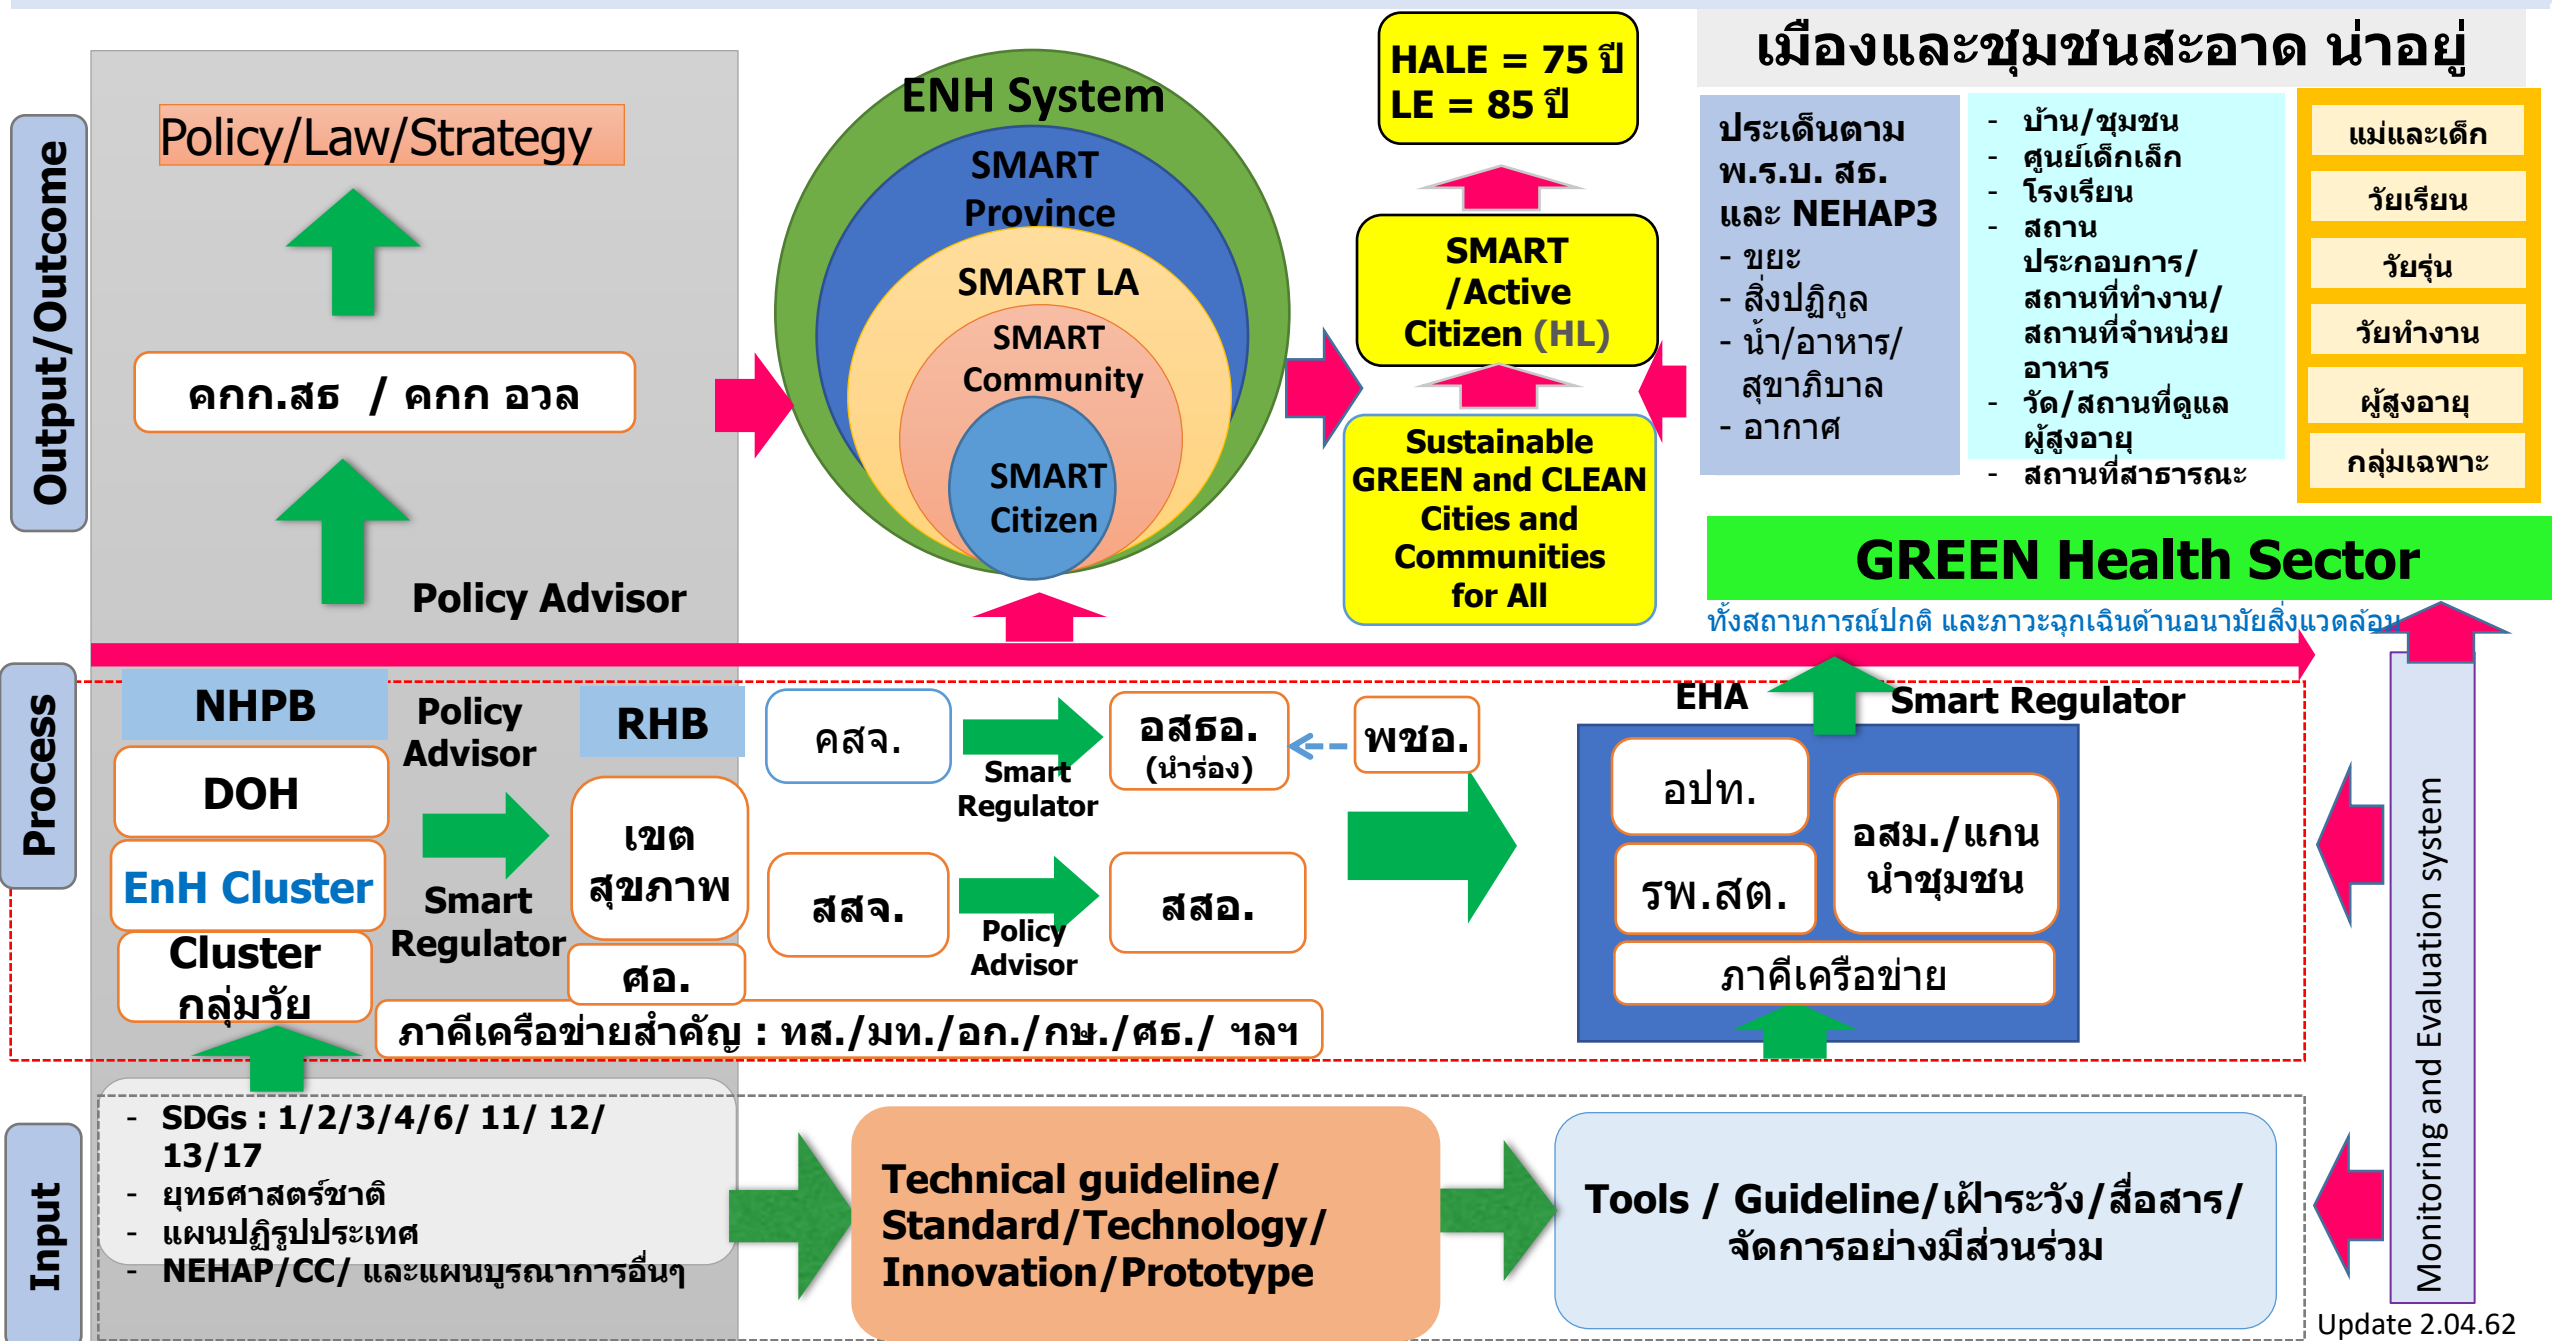 Output/Outcome
Policy/Law/Strategy
คกก.สธ / คกก อวล
Policy Advisor
ENH System
SMART
Province
SMART LA
SMART
Community
SMART
Citizen
HALE = 75 ปี
LE = 85 ปี
SMART
/Active
Citizen (HL)
Sustainable
GREEN and CLEAN
Cities and
Communities
for All
เมืองและชุมชนสะอาด น่าอยู่
ประเด็นตาม
พ.ร.บ. สธ.
และ NEHAP3
- ขยะ
- สิ่งปฏิกูล
- น้ำ/อาหาร/
สุขาภิบาล
- อากาศ
- บ้าน/ชุมชน
- ศูนย์เด็กเล็ก
- โรงเรียน
- สถาน
ประกอบการ/
สถานที่ทำงาน/
สถานที่จำหน่วย
อาหาร
- วัด/สถานที่ดูแล
ผู้สูงอายุ
- สถานที่สาธารณะ
แม่และเด็ก
วัยเรียน
วัยรุ่น
วัยทำงาน
ผู้สูงอายุ
กลุ่มเฉพาะ
GREEN Health Sector
ทั้งสถานการณ์ปกติ และภาวะฉุกเฉินด้านอนามัยสิ่งแวดล้อม
Process
NHPB
DOH
EnH Cluster
Cluster
กลุ่มวัย
Policy
Advisor
Smart
Regulator
RHB
เขต
สุขภาพ
ศอ.
คสจ.
Smart
Regulator
อสธอ.
(นำร่อง)
พชอ.
สสจ.
Policy
Advisor
สสอ.
ภาคีเครือข่ายสำคัญ : ทส./มท./อก./กษ./ศธ./ ฯลฯ
EHA
Smart Regulator
อปท.
รพ.สต.
อสม./แกน
นำชุมชน
ภาคีเครือข่าย
Monitoring and Evaluation system
Input
- SDGs : 1/2/3/4/6/ 11/ 12/
13/17
- ยุทธศาสตร์ชาติ
- แผนปฏิรูปประเทศ
- NEHAP/CC/ และแผนบูรณาการอื่นๆ
Technical guideline/
Standard/Technology/
Innovation/Prototype
Tools / Guideline/เฝ้าระวัง/สื่อสาร/
จัดการอย่างมีส่วนร่วม
Update 2.04.62